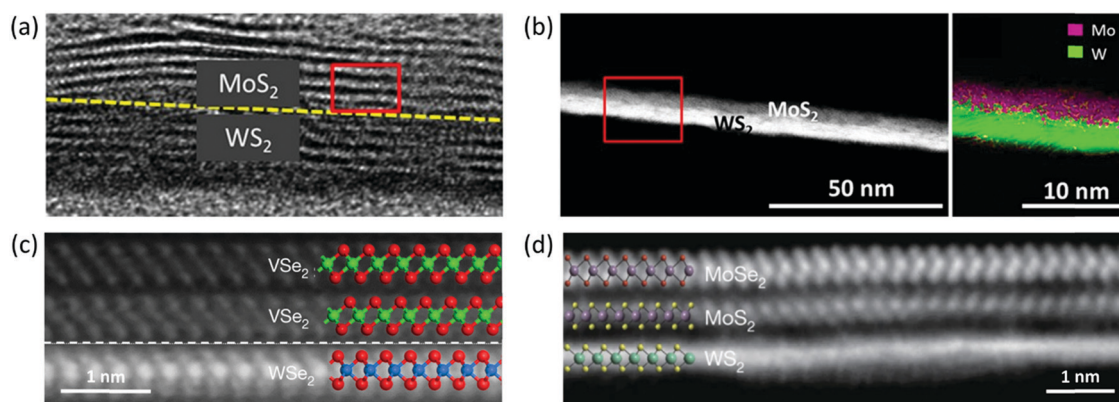 (a)
MoS2
WS2
(b)
MoS2
WS2
50 nm
Mo
W
10 nm
(c)
VSe2
VSe2
WSe2
1 nm
(d)
MoSe2
MoS2
WS2
1 nm